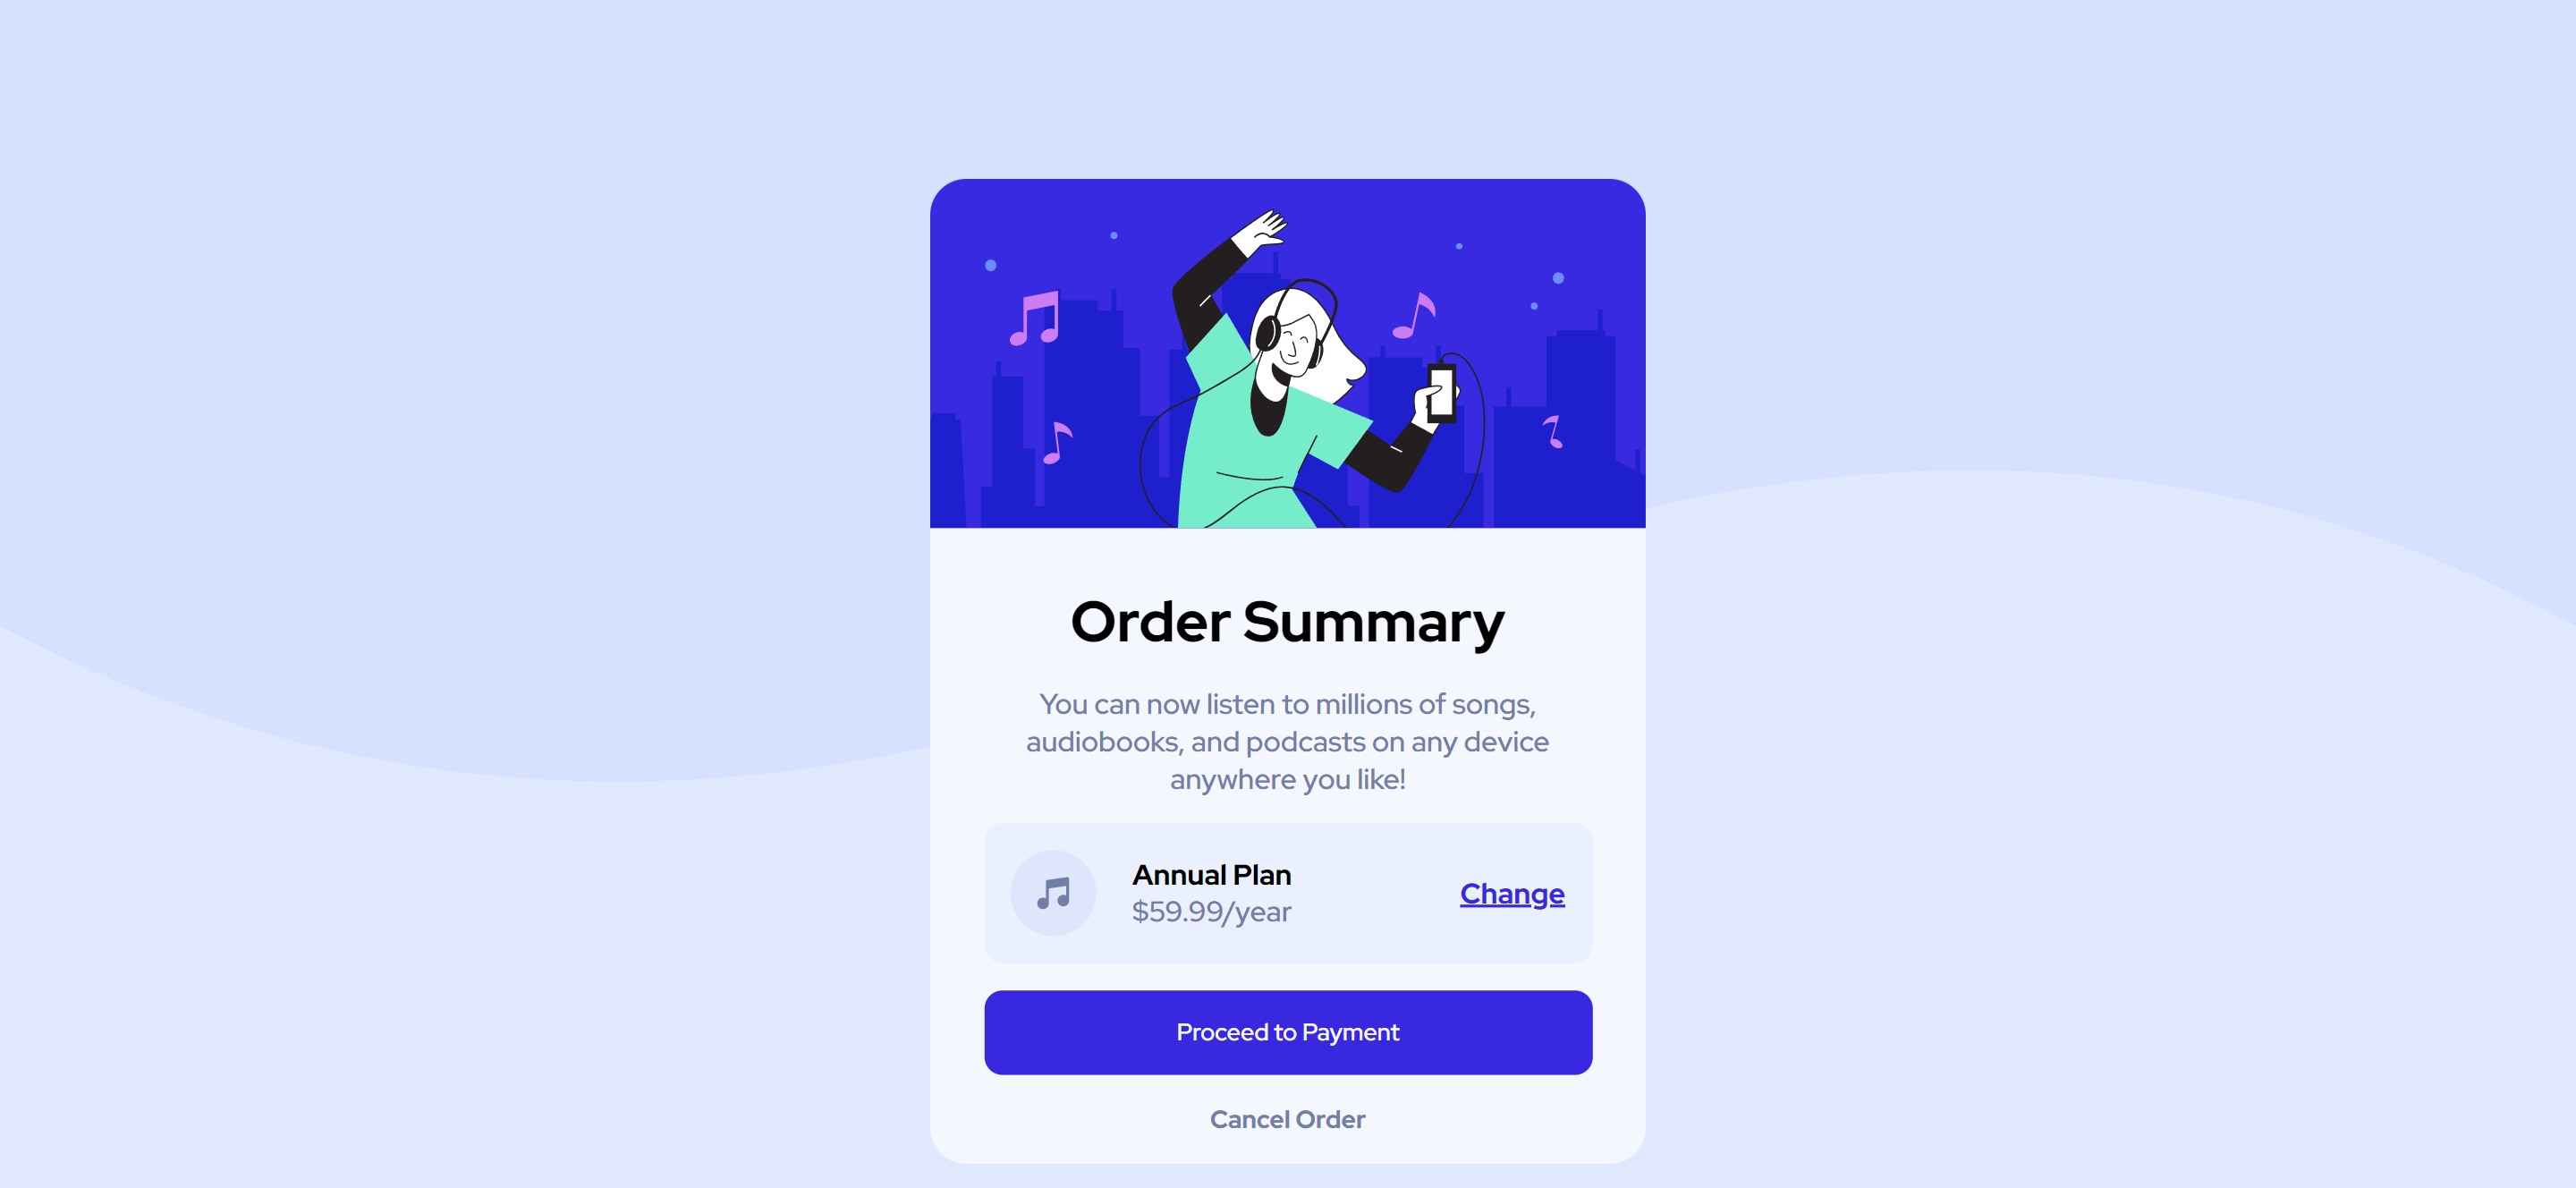 Order Summary
You can now listen to millions of songs,
audiobooks, and podcasts on any device
anywhere you like!
Annual Plan
$59.99/year
Change
Proceed to Payment
Cancel Order